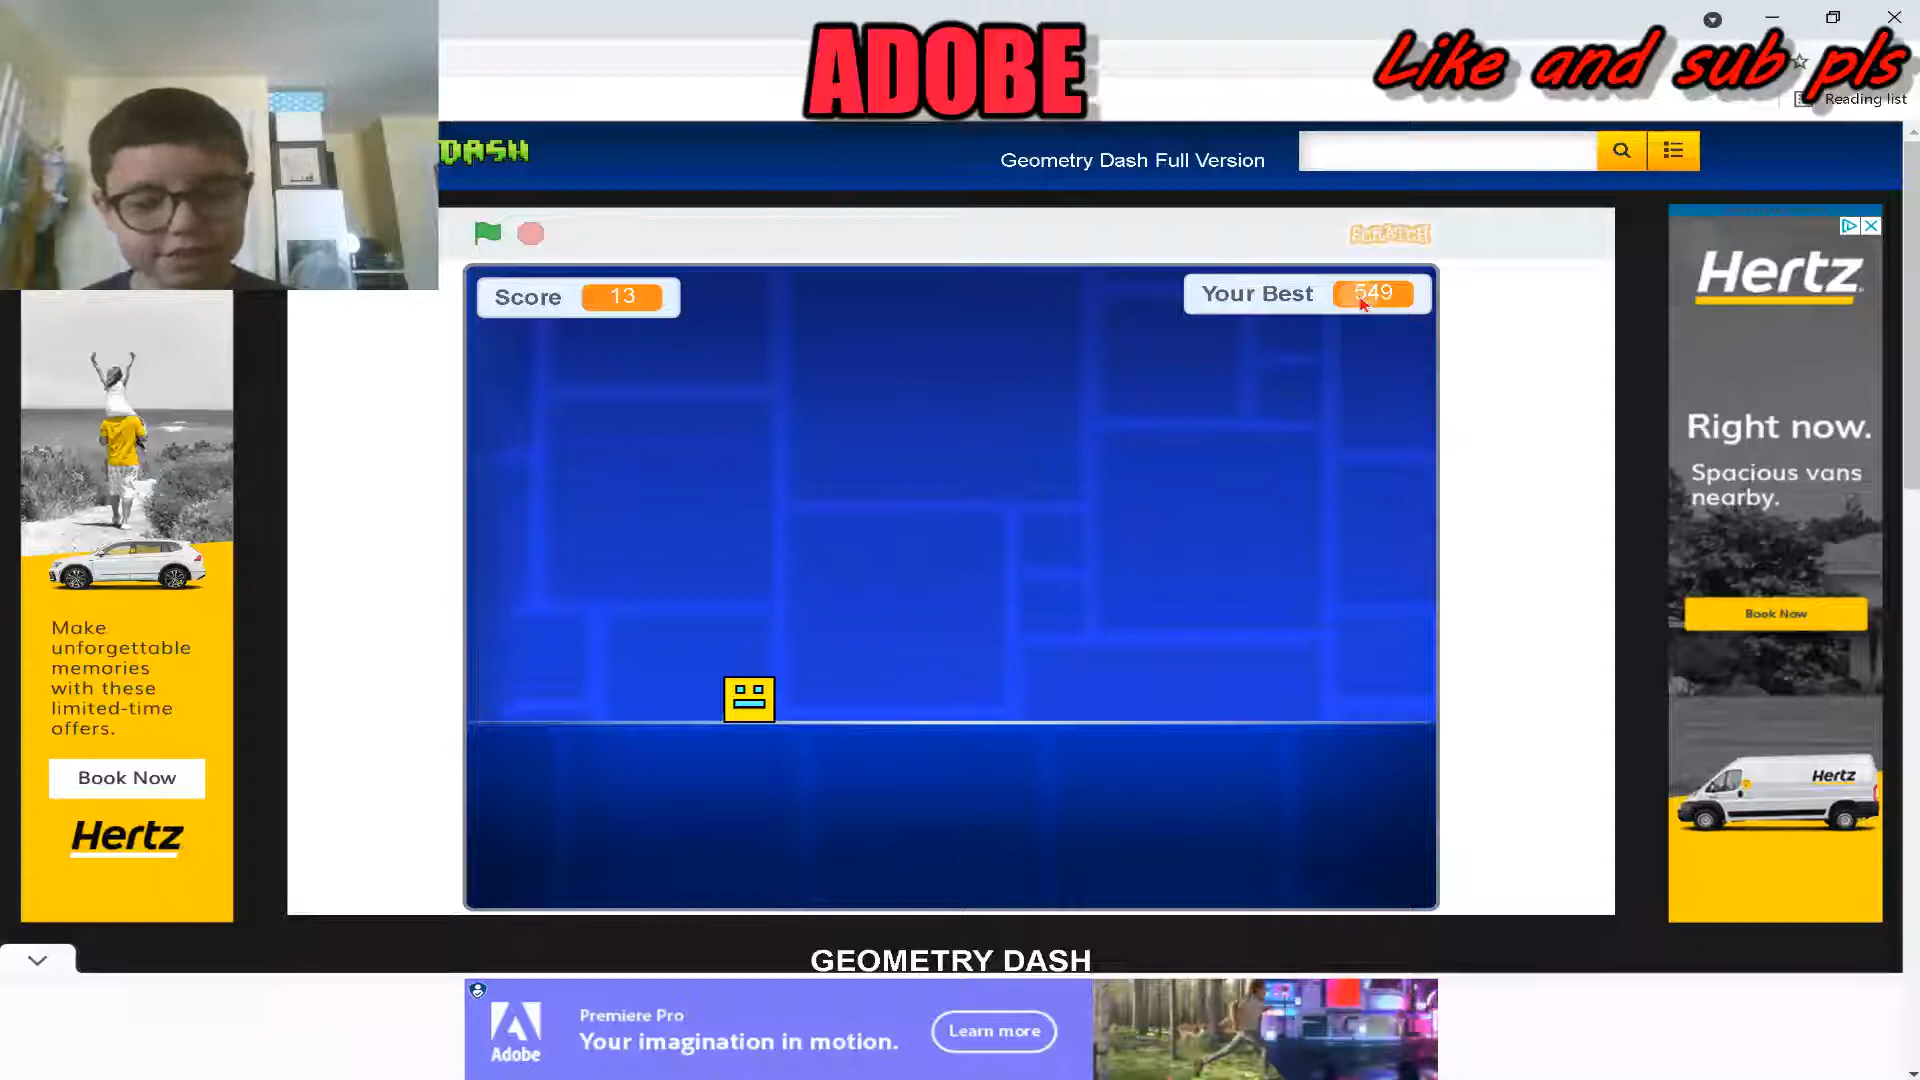 ADOBE
Like and sub pls
Reading list
DASH
Geometry Dash Full Version
SCRATCH
Score 13
Your Best 549
Hertz
Right now.
Spacious vans
nearby.
Book Now
Hertz
Make
unforgettable
memories
with these
limited-time
offers.
Book Now
Hertz
GEOMETRY DASH
Adobe
Premiere Pro
Your imagination in motion.
Learn more